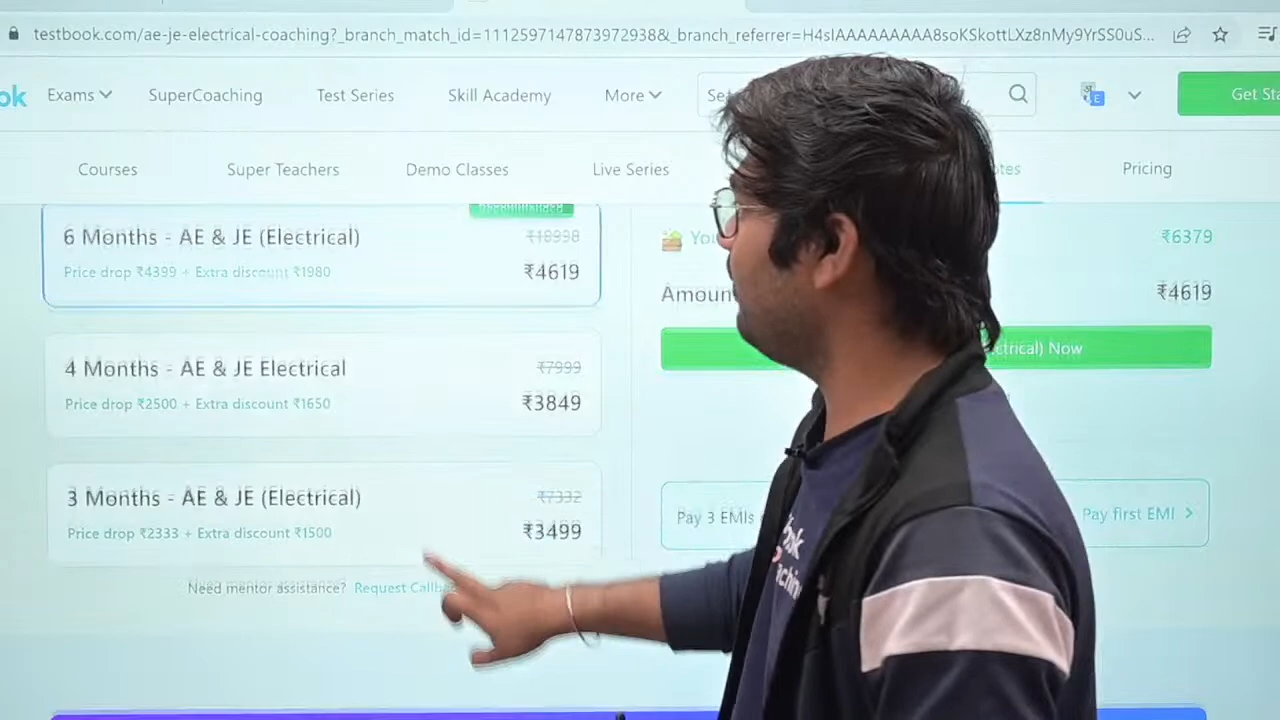 testbook.com/ae-je-electrical-coaching?_branch_match_id=1112597147873972938&_branch_referrer=H4sIAAAAAAAAA8soKSkottLXz8nMy9YrSS0uS...
ok Exams SuperCoaching Test Series Skill Academy More Get
Courses Super Teachers Demo Classes Live Series Pricing
6 Months - AE & JE (Electrical) ₹10998
Price drop ₹4399 + Extra discount ₹1980 ₹4619
4 Months - AE & JE Electrical ₹7999
Price drop ₹2500 + Extra discount ₹1650 ₹3849
3 Months - AE & JE (Electrical) ₹7332
Price drop ₹2333 + Extra discount ₹1500 ₹3499
Need mentor assistance? Request
₹6379
₹4619
ctrical) Now
Pay 3 EMIs
Pay first EMI >